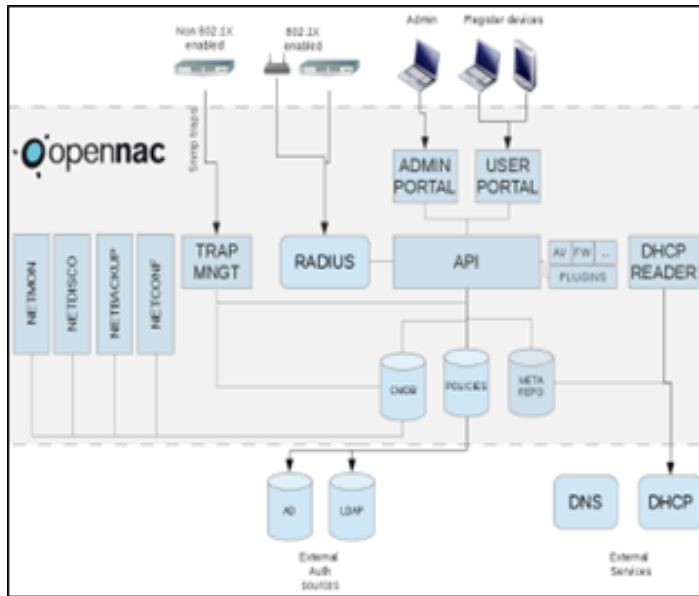 Non 802.1X
enabled
802.1X
enabled
Admin
Register devices
Snmp traps
opennac
ADMIN
PORTAL
USER
PORTAL
NETMON
NETDISCO
NETBACKUP
NETCONF
TRAP
MNGT
RADIUS
API
AV
FW
...
PLUGINS
DHCP
READER
CMDB
POLICIES
META
REPO
AD
LDAP
DNS
DHCP
External
Auth
sources
External
Services